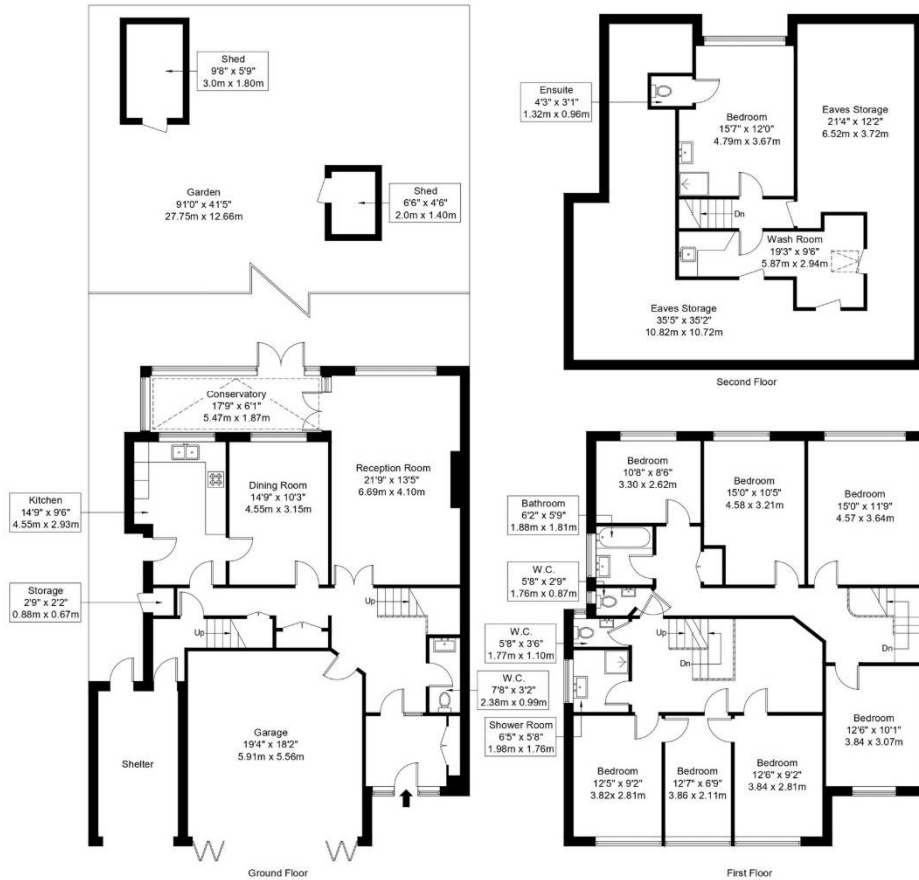 Shed
9'8" x 5'9"
3.0m x 1.80m
Garden
91'0" x 41'5"
27.75m x 12.66m
Shed
6'6" x 4'6"
2.0m x 1.40m
Conservatory
17'9" x 6'1"
5.47m x 1.87m
Kitchen
14'9" x 9'6"
4.55m x 2.93m
Dining Room
14'9" x 10'3"
4.55m x 3.15m
Reception Room
21'9" x 13'5"
6.69m x 4.10m
Storage
2'9" x 2'2"
0.88m x 0.67m
Up
Up
W.C.
7'8" x 3'2"
2.38m x 0.99m
Garage
19'4" x 18'2"
5.91m x 5.56m
Shelter
Ground Floor
Ensuite
4'3" x 3'1"
1.32m x 0.96m
Bedroom
15'7" x 12'0"
4.79m x 3.67m
Eaves Storage
21'4" x 12'2"
6.52m x 3.72m
Dn
Wash Room
19'3" x 9'6"
5.87m x 2.94m
Eaves Storage
35'5" x 35'2"
10.82m x 10.72m
Second Floor
Bedroom
10'8" x 8'6"
3.30m x 2.62m
Bedroom
15'0" x 10'5"
4.58m x 3.21m
Bedroom
15'0" x 11'9"
4.57m x 3.64m
Bathroom
6'2" x 5'9"
1.88m x 1.81m
W.C.
5'8" x 2'9"
1.76m x 0.87m
W.C.
5'8" x 3'6"
1.77m x 1.10m
Up
Dn
Dn
Shower Room
6'5" x 5'8"
1.98m x 1.76m
Bedroom
12'6" x 10'1"
3.84m x 3.07m
Bedroom
12'5" x 9'2"
3.82x 2.81m
Bedroom
12'7" x 6'9"
3.86 x 2.11m
Bedroom
12'6" x 9'2"
3.84 x 2.81m
First Floor